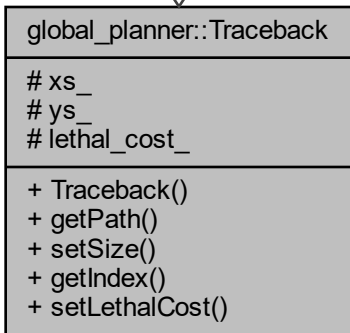 global_planner::Traceback
# xs_
# ys_
# lethal_cost_
+ Traceback()
+ getPath()
+ setSize()
+ getIndex()
+ setLethalCost()